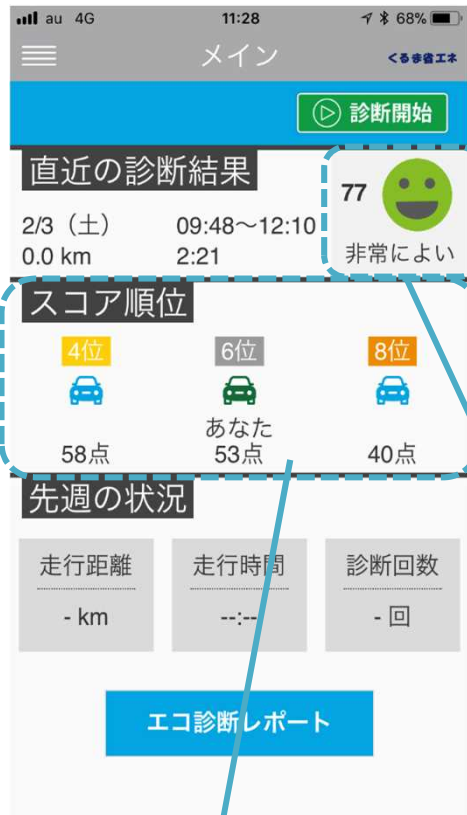 au 4G 11:28 68%
メイン くるま省エネ
診断開始
直近の診断結果
77
2/3（土） 09:48～12:10
0.0 km 2:21 非常によい
スコア順位
4位 6位 8位
あなた
58点 53点 40点
先週の状況
走行距離 走行時間 診断回数
- km --:-- - 回
エコ診断レポート